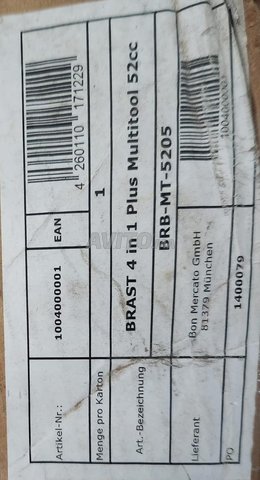 Artikel-Nr.:
1004000001
EAN
4 260110 171229
Menge pro Karton
1
Art.-Bezeichnung
BRAST 4 in 1 Plus Multitool 52cc
BRB-MT-5205
Lieferant
Bon Mercato GmbH
81379 München
PO
1400079